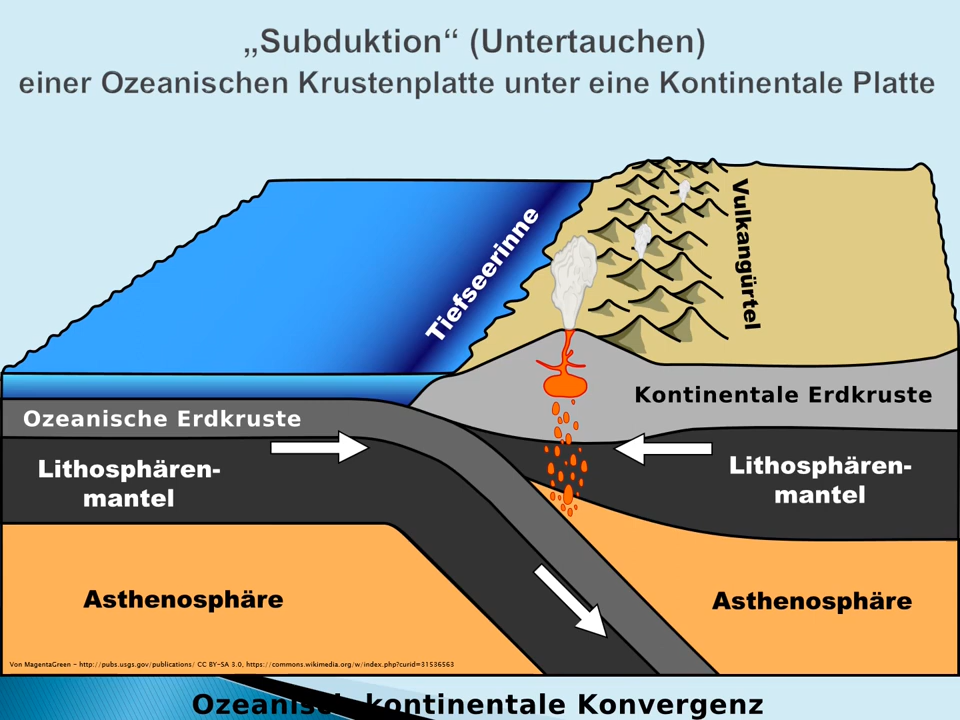 „Subduktion“ (Untertauchen)
einer Ozeanischen Krustenplatte unter eine Kontinentale Platte
Tiefseerinne
Vulkangürtel
Kontinentale Erdkruste
Ozeanische Erdkruste
Lithosphären-
mantel
Lithosphären-
mantel
Asthenosphäre
Asthenosphäre
Von MagentaGreen - http://pubs.usgs.gov/publications/ CC BY-SA 3.0, https://commons.wikimedia.org/w/index.php?curid=31536563
Ozeanisch-kontinentale Konvergenz